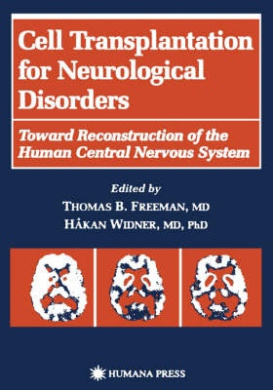 Cell Transplantation
for Neurological
Disorders
Toward Reconstruction of the
Human Central Nervous System
Edited by
THOMAS B. FREEMAN, MD
HÅKAN WIDNER, MD, PhD
HUMANA PRESS